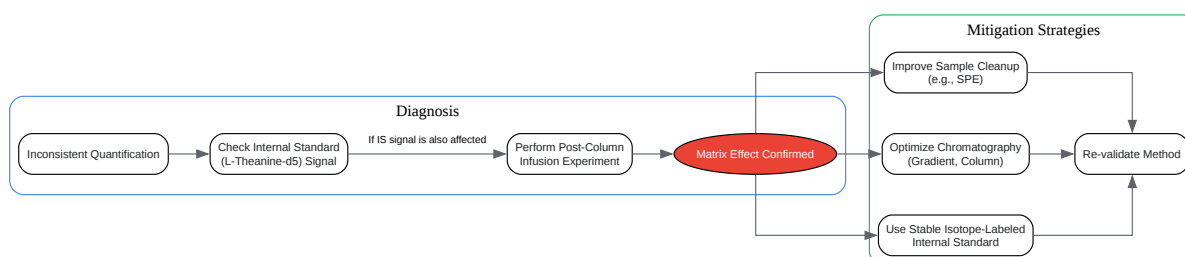 Mitigation Strategies
Improve Sample Cleanup
(e.g., SPE)
Diagnosis
Inconsistent Quantification
Check Internal Standard
(L-Theanine-d5) Signal
If IS signal is also affected
Perform Post-Column
Infusion Experiment
Matrix Effect Confirmed
Optimize Chromatography
(Gradient, Column)
Re-validate Method
Use Stable Isotope-Labeled
Internal Standard